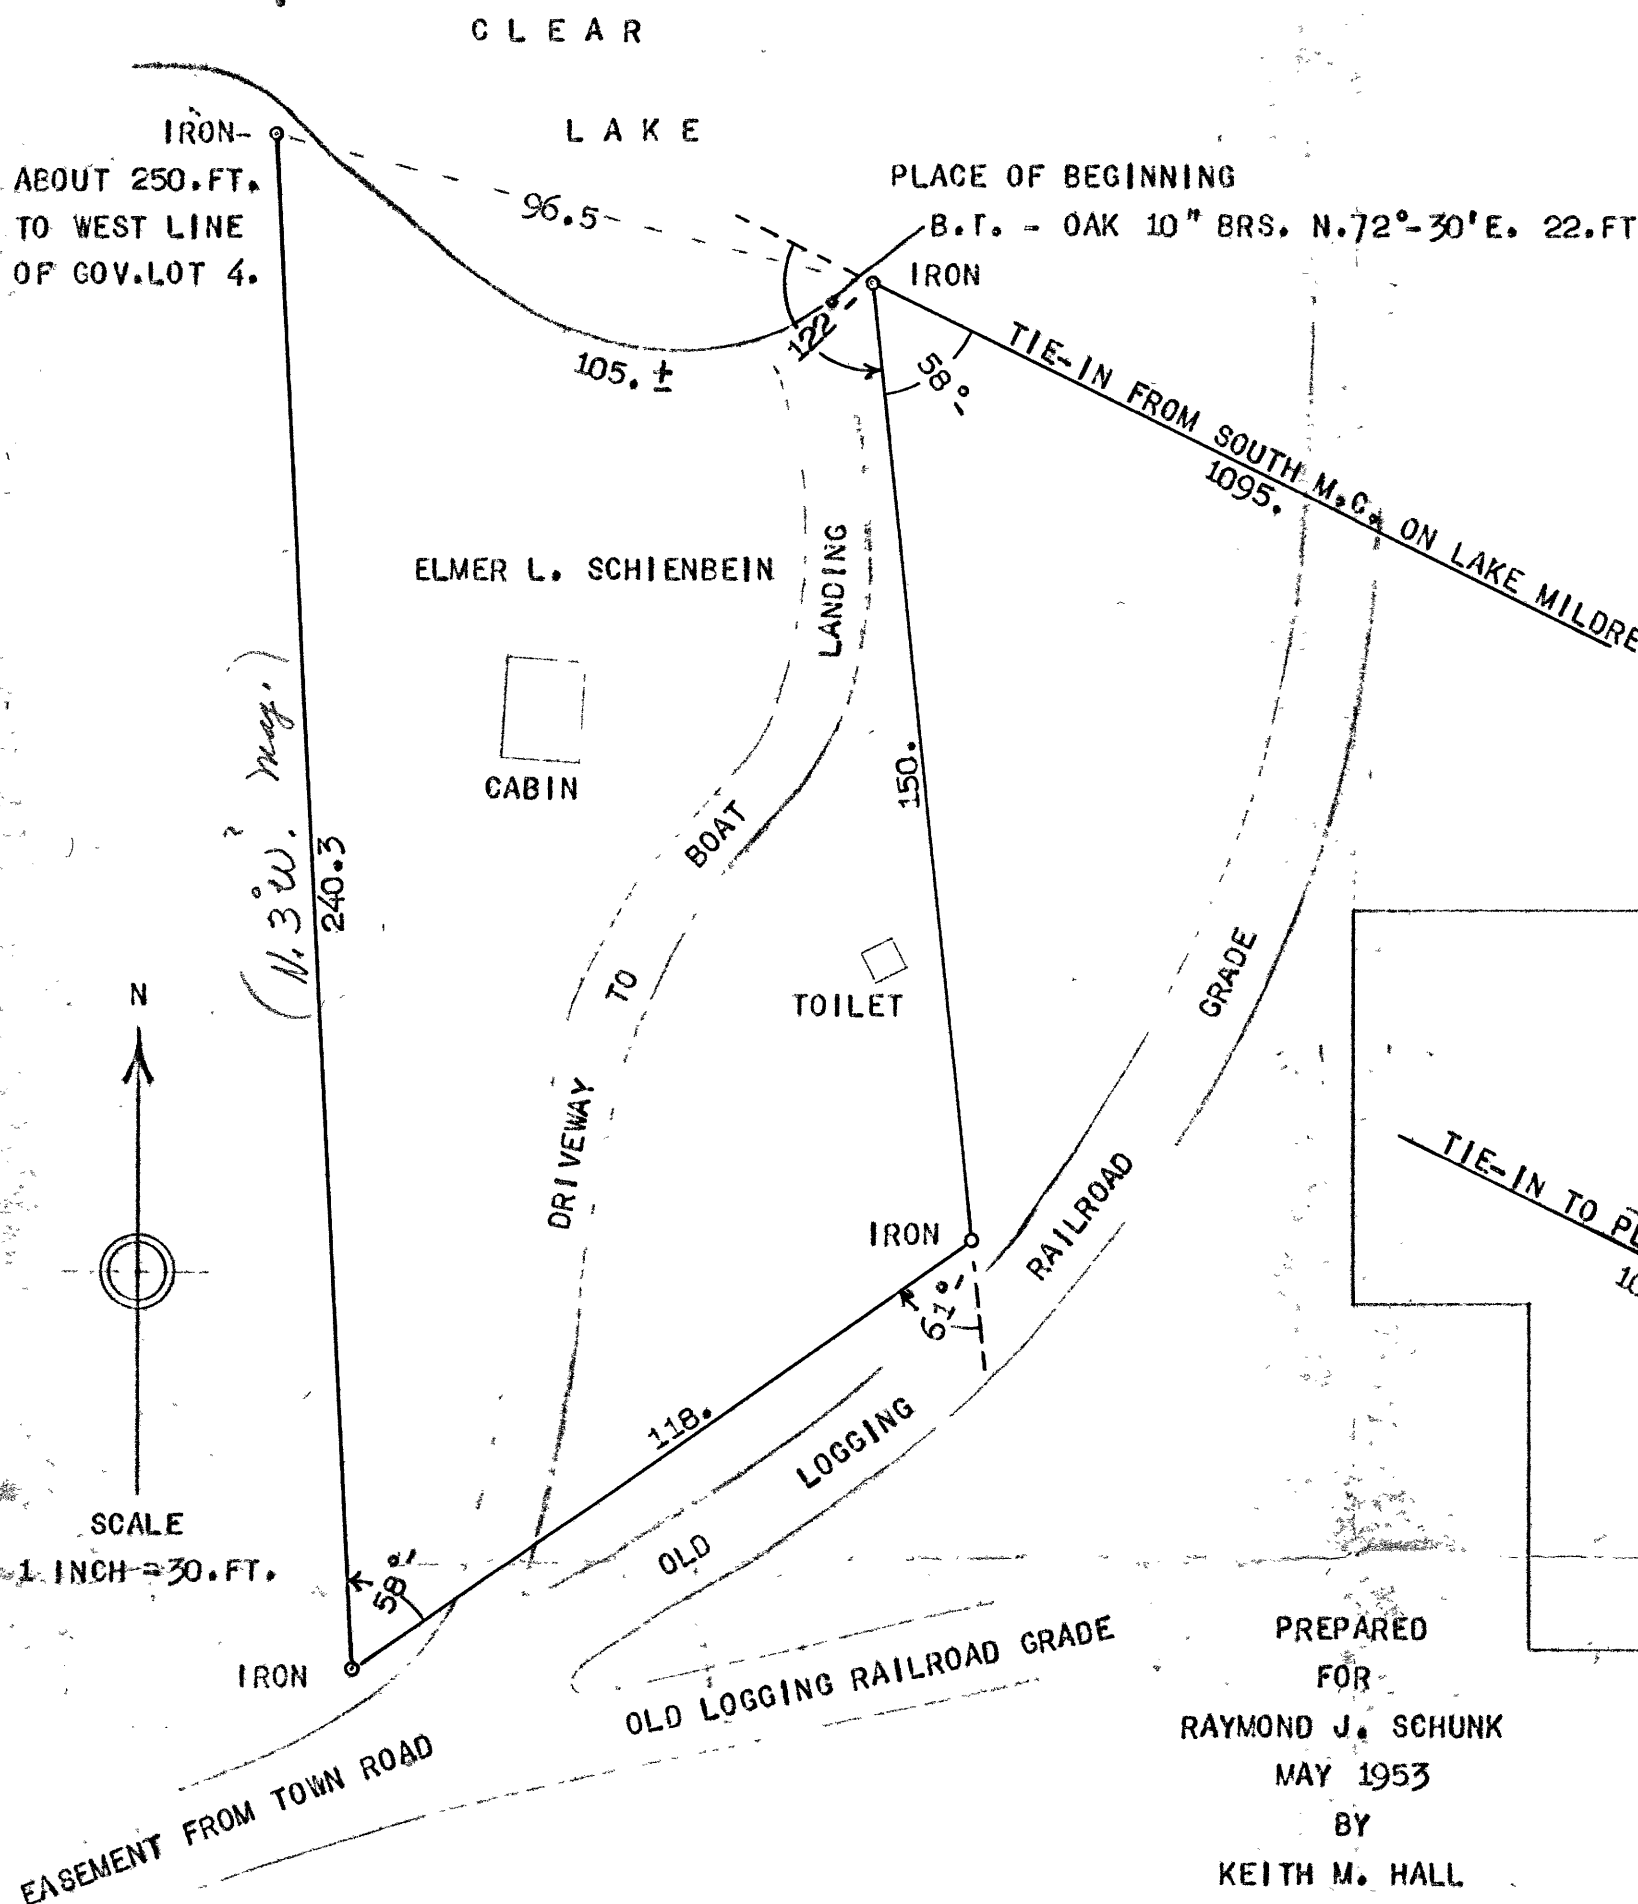 CLEAR
LAKE
IRON-
ABOUT 250.FT.
TO WEST LINE
OF GOV.LOT 4.
96.5
PLACE OF BEGINNING
B.T. - OAK 10" BRS. N.72°-30'E. 22.FT
IRON
122°-
58°-
105.±
TIE-IN FROM SOUTH M.C. ON LAKE MILDRE
1095.
ELMER L. SCHIENBEIN
CABIN
DRIVEWAY TO BOAT LANDING
150.
(N. 3° W. ? mag.)
240.3
TOILET
N
IRON
61°-
118.
OLD LOGGING RAILROAD GRADE
TIE-IN TO PL
10
SCALE
1 INCH = 30.FT.
58°-
IRON
OLD LOGGING RAILROAD GRADE
EASEMENT FROM TOWN ROAD
PREPARED
FOR
RAYMOND J. SCHUNK
MAY 1953
BY
KEITH M. HALL